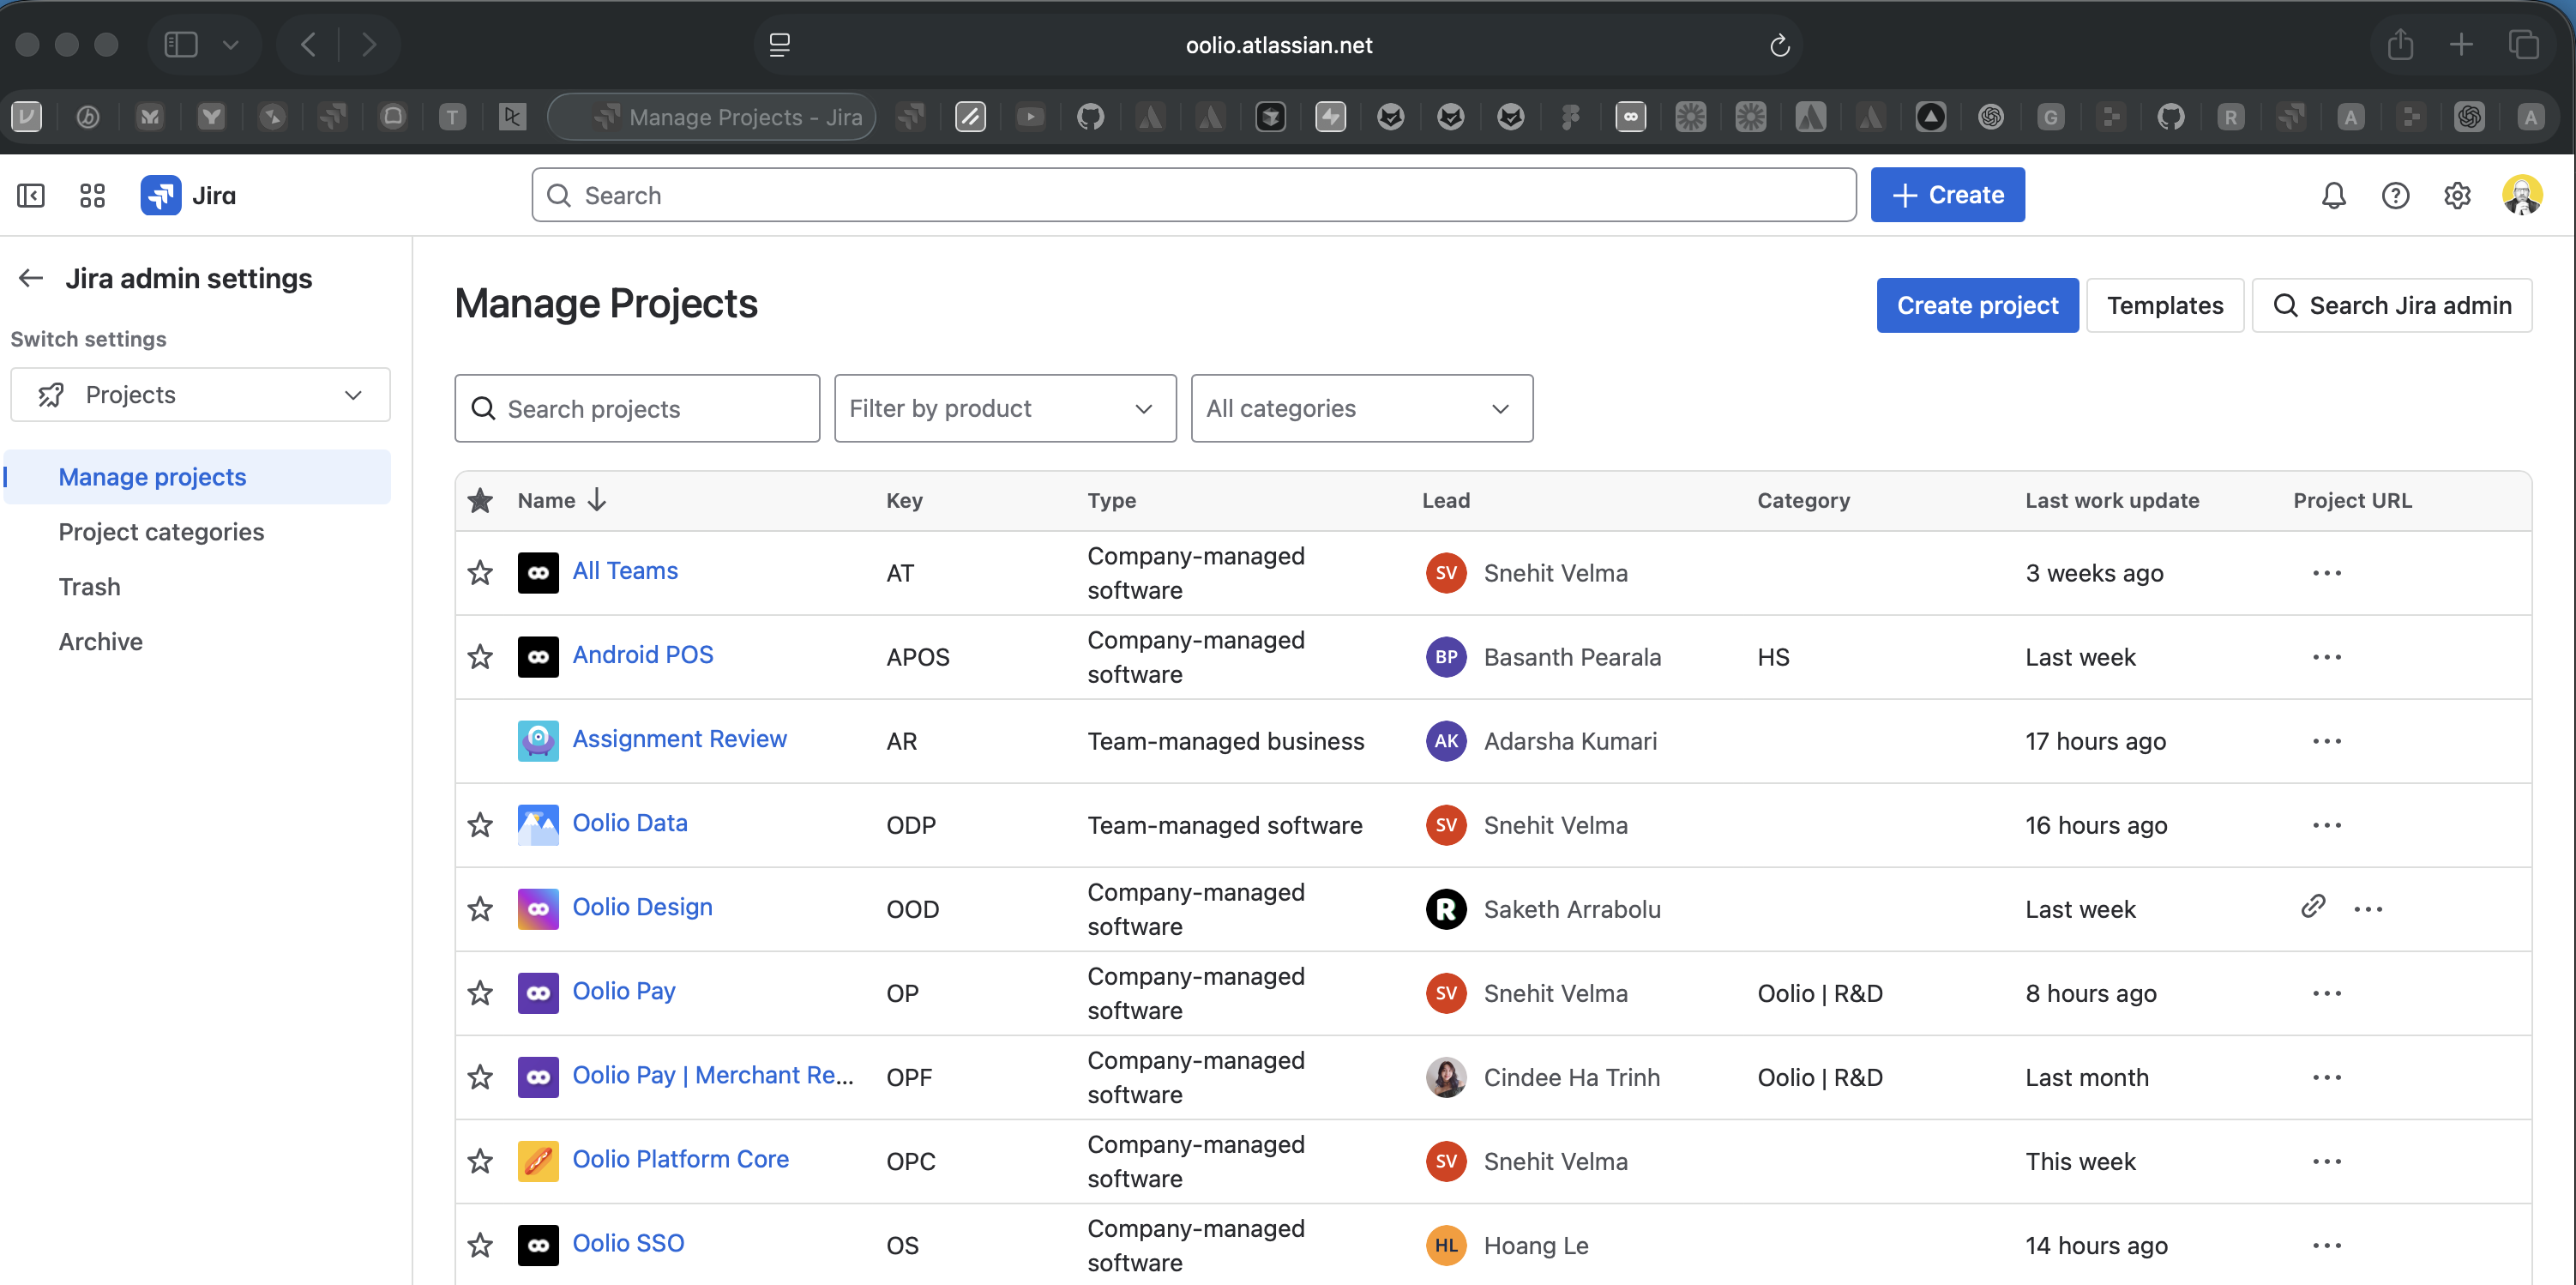 oolio.atlassian.net
T
Manage Projects - Jira
G
R
A
A
Jira
Search
Create
Jira admin settings
Switch settings
Projects
Manage projects
Project categories
Trash
Archive
Manage Projects
Create project
Templates
Search Jira admin
Search projects
Filter by product
All categories
Name Key Type Lead Category Last work update Project URL
All Teams AT Company-managed software SV Snehit Velma 3 weeks ago
Android POS APOS Company-managed software BP Basanth Pearala HS Last week
Assignment Review AR Team-managed business AK Adarsha Kumari 17 hours ago
Oolio Data ODP Team-managed software SV Snehit Velma 16 hours ago
Oolio Design OOD Company-managed software R Saketh Arrabolu Last week
Oolio Pay OP Company-managed software SV Snehit Velma Oolio | R&D 8 hours ago
Oolio Pay | Merchant Re... OPF Company-managed software Cindee Ha Trinh Oolio | R&D Last month
Oolio Platform Core OPC Company-managed software SV Snehit Velma This week
Oolio SSO OS Company-managed software HL Hoang Le 14 hours ago